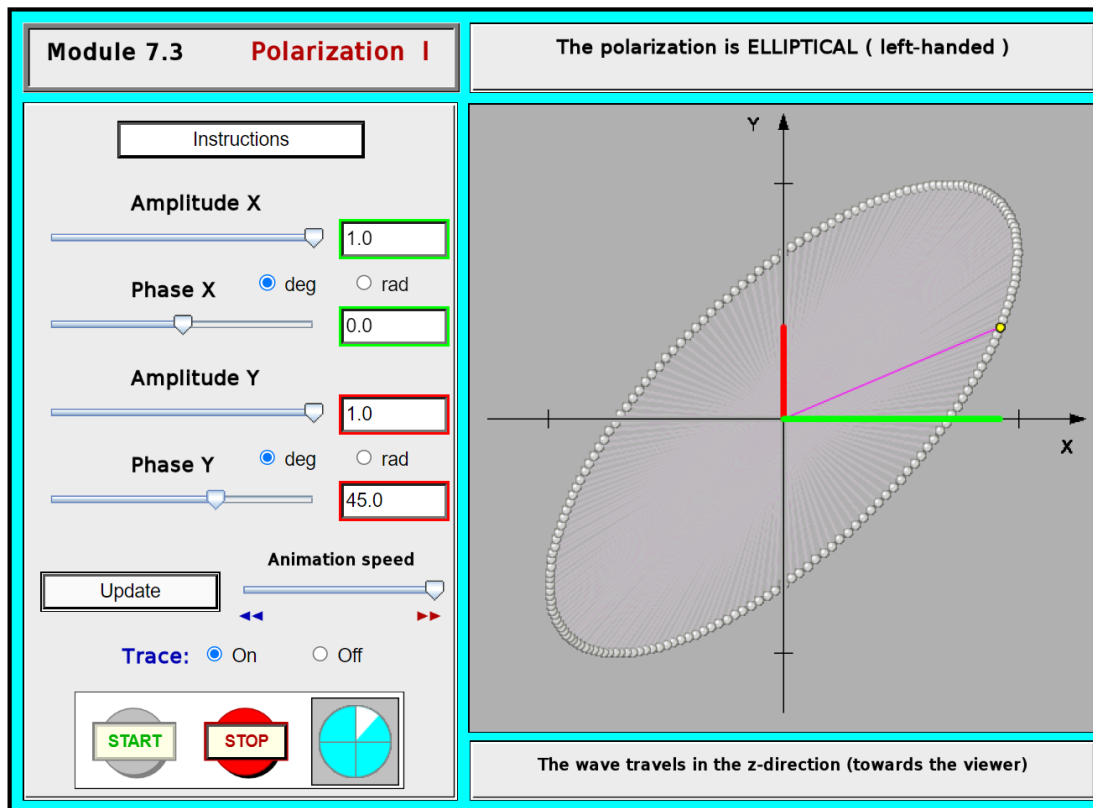 Module 7.3 Polarization I
The polarization is ELLIPTICAL ( left-handed )
Instructions
Amplitude X
1.0
Phase X deg rad
0.0
Amplitude Y
1.0
Phase Y deg rad
45.0
Animation speed
Update
◄◄ ►►
Trace: On Off
START STOP
Y
X
The wave travels in the z-direction (towards the viewer)